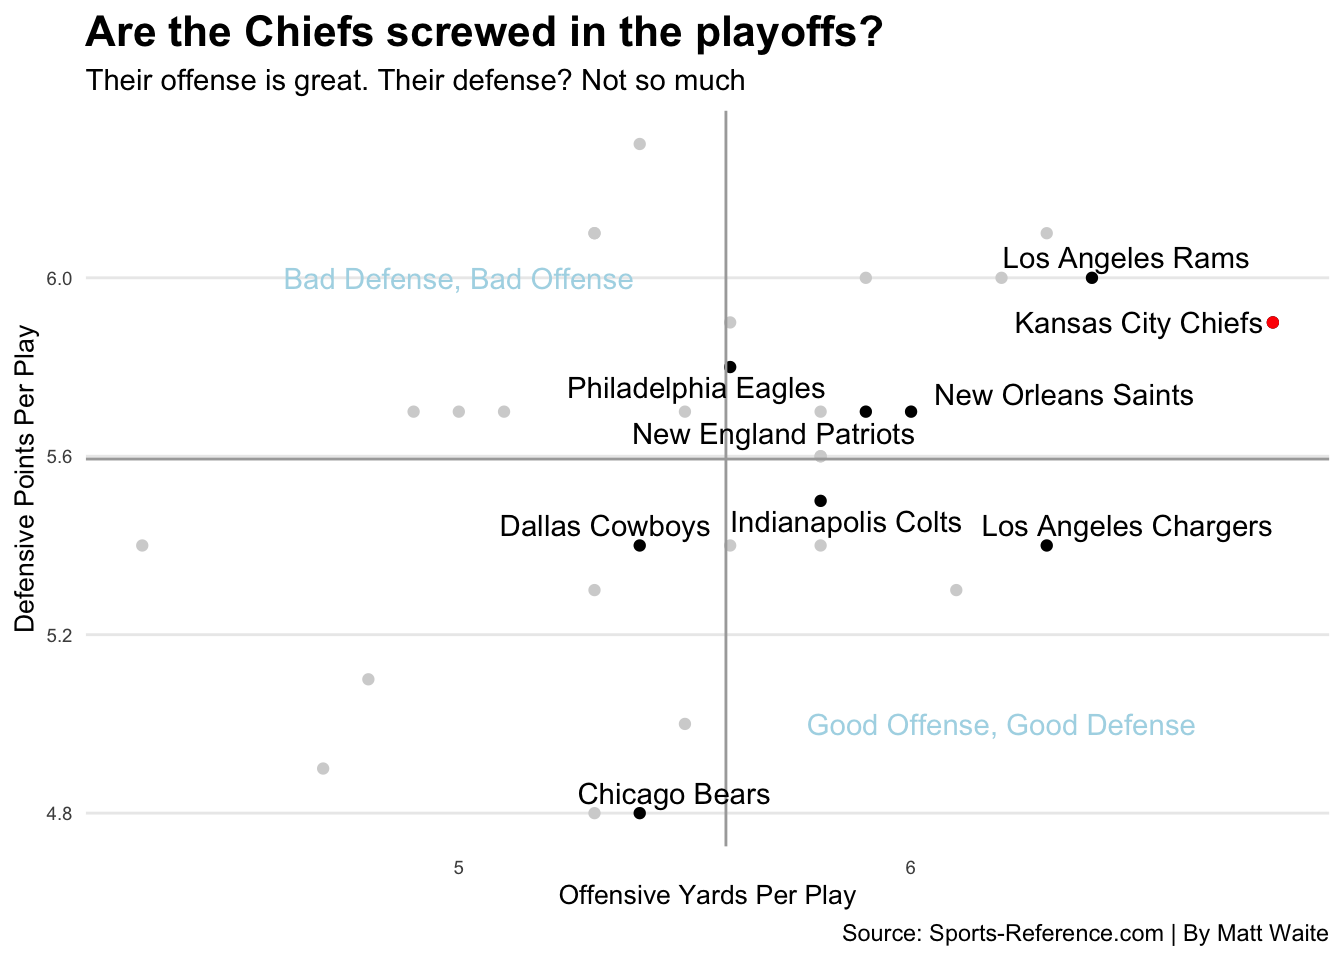 Are the Chiefs screwed in the playoffs?
Their offense is great. Their defense? Not so much
Los Angeles Rams
6.0
Bad Defense, Bad Offense
Kansas City Chiefs
Philadelphia Eagles
New Orleans Saints
New England Patriots
5.6
Dallas Cowboys
Indianapolis Colts
Los Angeles Chargers
5.2
Good Offense, Good Defense
Chicago Bears
4.8
Defensive Points Per Play
5
6
Offensive Yards Per Play
Source: Sports-Reference.com | By Matt Waite